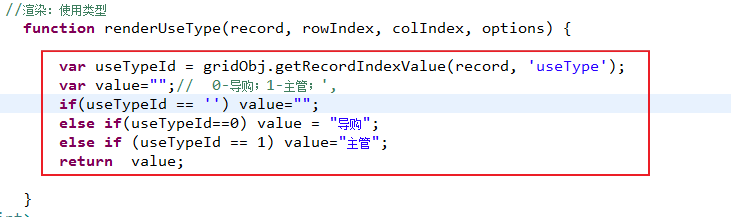 //渲染：使用类型
function renderUseType(record, rowIndex, colIndex, options) {
var useTypeId = gridObj.getRecordIndexValue(record, 'useType');
var value="";// 0-导购；1-主管；',
if(useTypeId == '') value="";
else if(useTypeId==0) value = "导购";
else if (useTypeId == 1) value="主管";
return value;
}